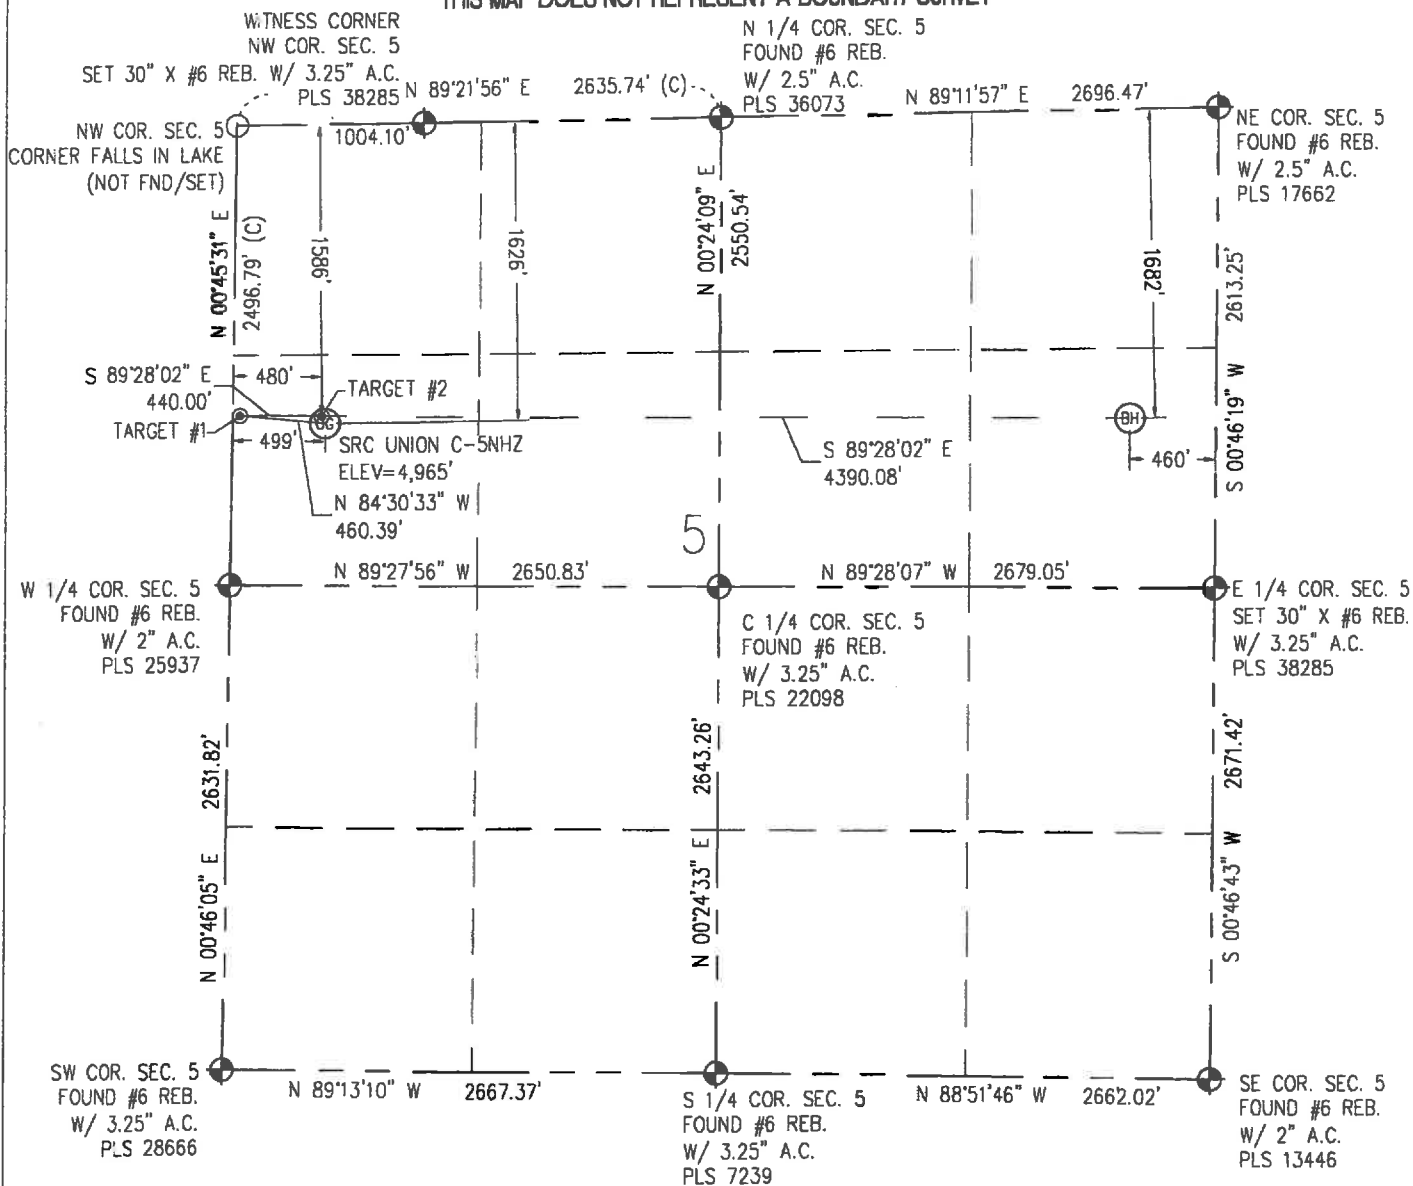 THIS MAP DOES NOT REPRESENT A BOUNDARY SURVEY
WITNESS CORNER
NW COR. SEC. 5
SET 30" X #6 REB. W/ 3.25" A.C.
PLS 38285
N 89°21'56" E 2635.74' (C)
N 1/4 COR. SEC. 5
FOUND #6 REB.
W/ 2.5" A.C.
PLS 36073
N 89°11'57" E 2696.47'
NE COR. SEC. 5
FOUND #6 REB.
W/ 2.5" A.C.
PLS 17662
NW COR. SEC. 5
CORNER FALLS IN LAKE
(NOT FND/SET)
1004.10'
N 00°45'31" E
2496.79' (C)
1586'
1626'
N 00°24'09" E
2550.54'
1682'
2613.25'
S 00°46'19" W
S 89°28'02" E
440.00'
480'
TARGET #2
TARGET #1
499'
SRC UNION C-5NHZ
ELEV=4,965'
N 84°30'33" W
460.39'
S 89°28'02" E
4390.08'
BH
460'
5
W 1/4 COR. SEC. 5
FOUND #6 REB.
W/ 2" A.C.
PLS 25937
N 89°27'56" W 2650.83'
N 89°28'07" W 2679.05'
C 1/4 COR. SEC. 5
FOUND #6 REB.
W/ 3.25" A.C.
PLS 22098
E 1/4 COR. SEC. 5
SET 30" X #6 REB.
W/ 3.25" A.C.
PLS 38285
2631.82'
N 00°46'05" E
2643.26'
N 00°24'33" E
2671.42'
S 00°46'43" W
SW COR. SEC. 5
FOUND #6 REB.
W/ 3.25" A.C.
PLS 28666
N 89°13'10" W 2667.37'
S 1/4 COR. SEC. 5
FOUND #6 REB.
W/ 3.25" A.C.
PLS 7239
N 88°51'46" W 2662.02'
SE COR. SEC. 5
FOUND #6 REB.
W/ 2" A.C.
PLS 13446